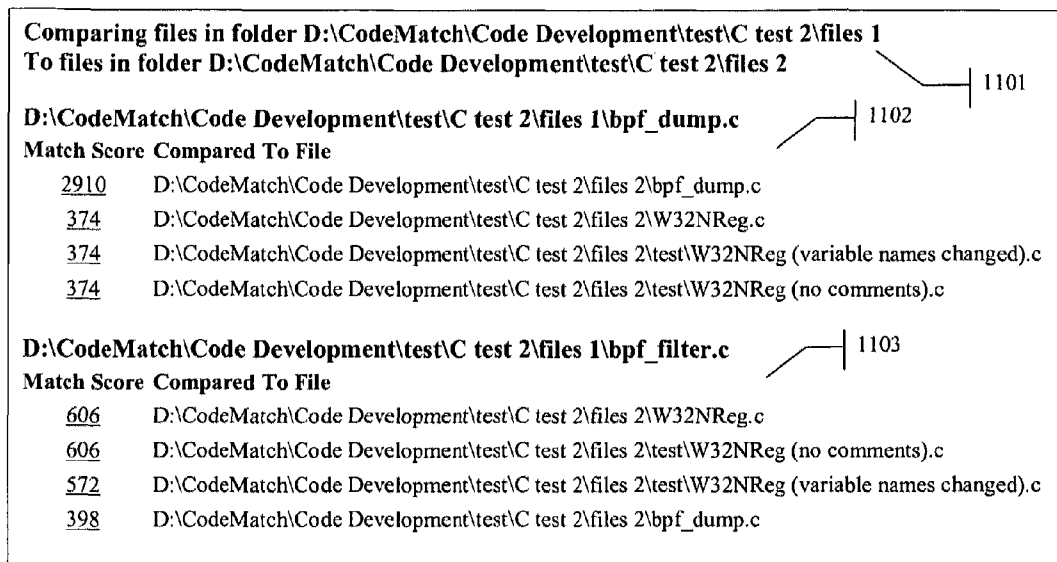 Comparing files in folder D:\CodeMatch\Code Development\test\C test 2\files 1
To files in folder D:\CodeMatch\Code Development\test\C test 2\files 2
1101
D:\CodeMatch\Code Development\test\C test 2\files 1\bpf_dump.c
1102
Match Score Compared To File
2910 D:\CodeMatch\Code Development\test\C test 2\files 2\bpf_dump.c
374 D:\CodeMatch\Code Development\test\C test 2\files 2\W32NReg.c
374 D:\CodeMatch\Code Development\test\C test 2\files 2\test\W32NReg (variable names changed).c
374 D:\CodeMatch\Code Development\test\C test 2\files 2\test\W32NReg (no comments).c
D:\CodeMatch\Code Development\test\C test 2\files 1\bpf_filter.c
1103
Match Score Compared To File
606 D:\CodeMatch\Code Development\test\C test 2\files 2\W32NReg.c
606 D:\CodeMatch\Code Development\test\C test 2\files 2\test\W32NReg (no comments).c
572 D:\CodeMatch\Code Development\test\C test 2\files 2\test\W32NReg (variable names changed).c
398 D:\CodeMatch\Code Development\test\C test 2\files 2\bpf_dump.c